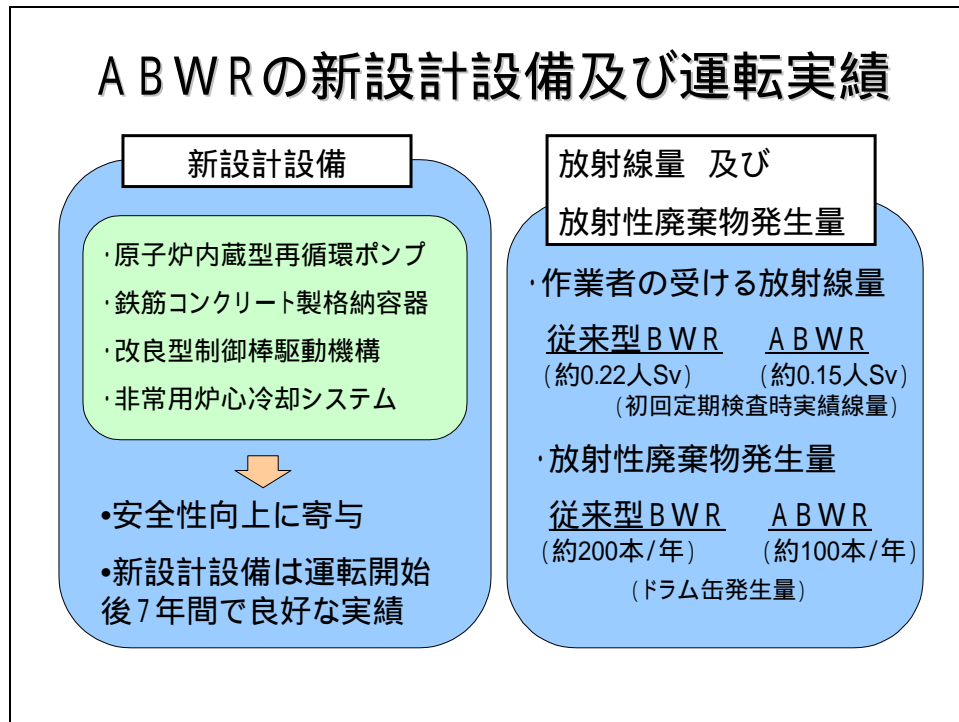 ABWRの新設計設備及び運転実績
新設計設備
・原子炉内蔵型再循環ポンプ
・鉄筋コンクリート製格納容器
・改良型制御棒駆動機構
・非常用炉心冷却システム
•安全性向上に寄与
•新設計設備は運転開始
後7年間で良好な実績
放射線量 及び
放射性廃棄物発生量
・作業者の受ける放射線量
従来型BWR ABWR
(約0.22人Sv) (約0.15人Sv)
(初回定期検査時実績線量)
・放射性廃棄物発生量
従来型BWR ABWR
(約200本/年) (約100本/年)
(ドラム缶発生量)